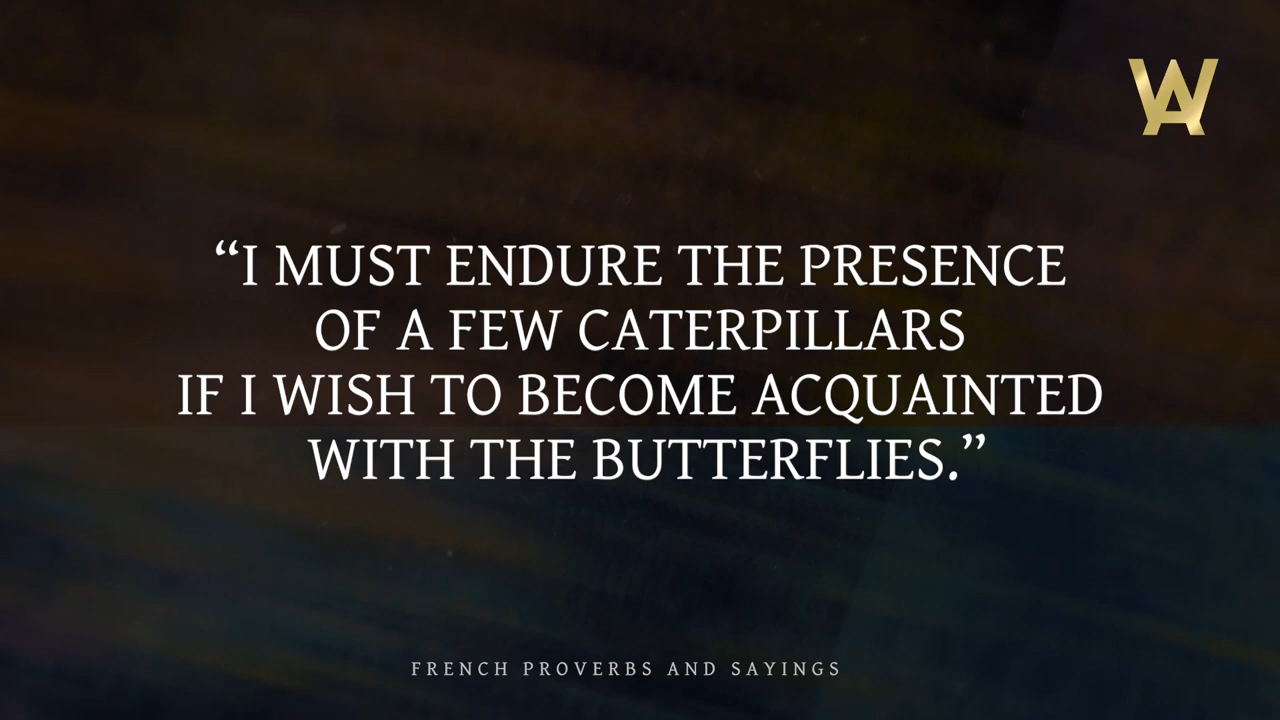 WA
“I MUST ENDURE THE PRESENCE
OF A FEW CATERPILLARS
IF I WISH TO BECOME ACQUAINTED
WITH THE BUTTERFLIES.”
FRENCH PROVERBS AND SAYINGS